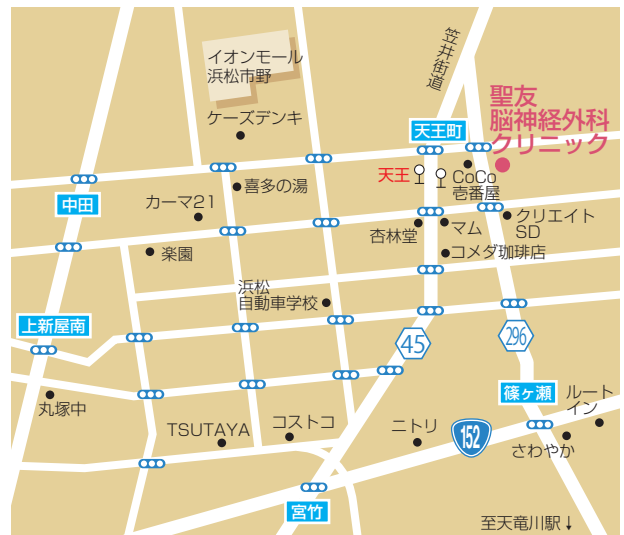 イオンモール
浜松市野
ケーズデンキ
笠井街道
聖友
脳神経外科
クリニック
天王町
天王
CoCo
壱番屋
喜多の湯
カーマ21
中田
クリエイト
SD
マム
杏林堂
コメダ珈琲店
楽園
浜松
自動車学校
上新屋南
45
296
篠ヶ瀬
ルート
イン
丸塚中
TSUTAYA
コストコ
ニトリ
152
さわやか
宮竹
至天竜川駅↓